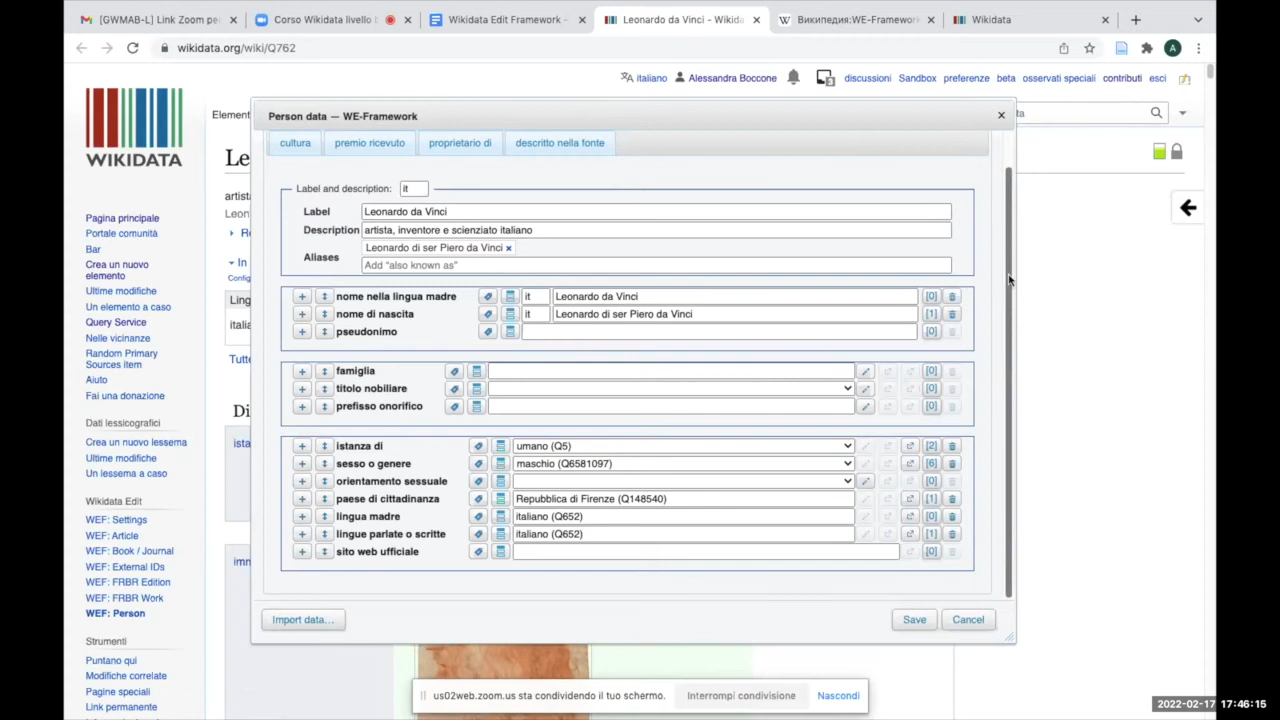 [GWMAB-L] Link Zoom pe
Corso Wikidata livello
Wikidata Edit Framework -
Leonardo da Vinci - Wikida
Википедия:WE-Framework
Wikidata
wikidata.org/wiki/Q762
A
italiano
Alessandra Boccone
discussioni
Sandbox
preferenze
beta
osservati speciali
contributi
esci
WIKIDATA
Pagina principale
Portale comunità
Bar
Crea un nuovo
elemento
Ultime modifiche
Un elemento a caso
Query Service
Nelle vicinanze
Random Primary
Sources item
Aiuto
Fai una donazione
Dati lessicografici
Crea un nuovo lessema
Ultime modifiche
Un lessema a caso
Wikidata Edit
WEF: Settings
WEF: Article
WEF: Book / Journal
WEF: External IDs
WEF: FRBR Edition
WEF: FRBR Work
WEF: Person
Strumenti
Puntano qui
Modifiche correlate
Pagine speciali
Link permanente
Element
Le
artist
Leon
In
Config
Ling
italia
Tutte
Di
ista
imn
ta
Person data — WE-Framework
cultura
premio ricevuto
proprietario di
descritto nella fonte
Label and description: it
Label Leonardo da Vinci
Description artista, inventore e scienziato italiano
Leonardo di ser Piero da Vinci ×
Aliases
Add "also known as"
nome nella lingua madre it Leonardo da Vinci [0]
nome di nascita it Leonardo di ser Piero da Vinci [1]
pseudonimo [0]
famiglia [0]
titolo nobiliare [0]
prefisso onorifico [0]
istanza di umano (Q5) [2]
sesso o genere maschio (Q6581097) [6]
orientamento sessuale [0]
paese di cittadinanza Repubblica di Firenze (Q148540) [1]
lingua madre italiano (Q652) [0]
lingue parlate o scritte italiano (Q652) [1]
sito web ufficiale [0]
Import data...
Save
Cancel
us02web.zoom.us sta condividendo il tuo schermo.
Interrompi condivisione
Nascondi
2022-02-17 17:46:15